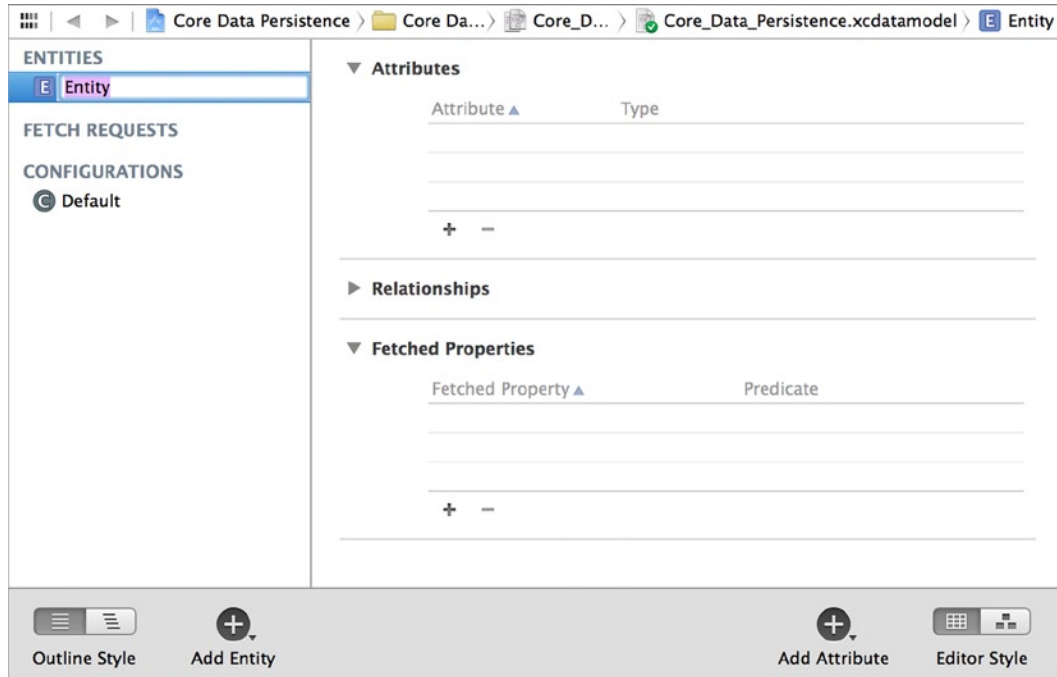 Core Data Persistence 〉 Core Da...〉 Core_D... 〉 Core_Data_Persistence.xcdatamodel 〉 E Entity
ENTITIES
E Entity
FETCH REQUESTS
CONFIGURATIONS
C Default
Attributes
Attribute Type
Relationships
Fetched Properties
Fetched Property Predicate
Outline Style Add Entity Add Attribute Editor Style